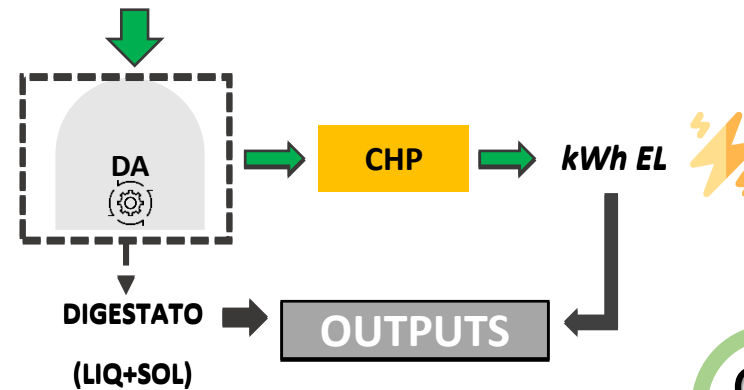 DA
CHP
kWh EL
DIGESTATO
(LIQ+SOL)
OUTPUTS